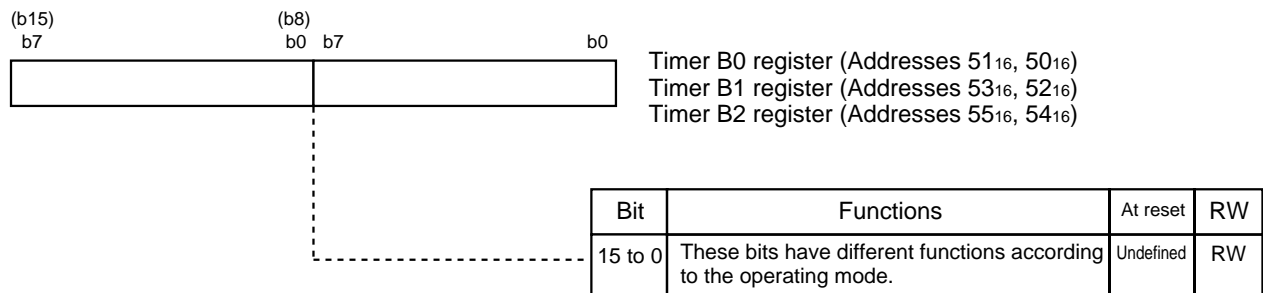 (b15) (b8)
b7 b0 b7 b0
Timer B0 register (Addresses 5116, 5016)
Timer B1 register (Addresses 5316, 5216)
Timer B2 register (Addresses 5516, 5416)
Bit Functions At reset RW
15 to 0 These bits have different functions according Undefined RW
to the operating mode.